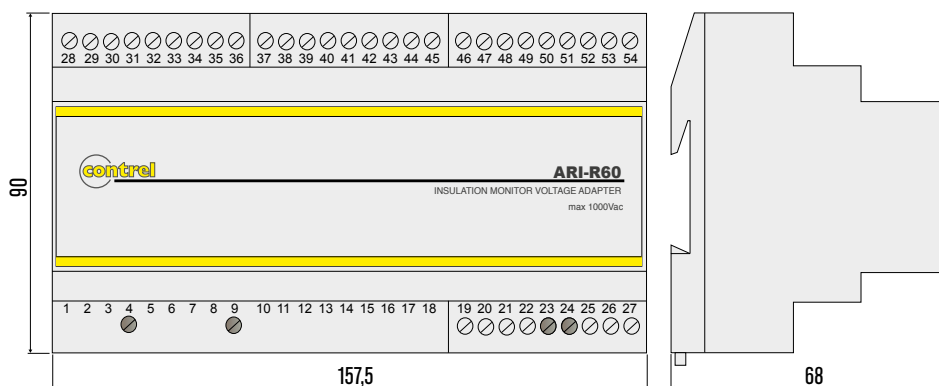 28 29 30 31 32 33 34 35 36 37 38 39 40 41 42 43 44 45 46 47 48 49 50 51 52 53 54
contrel
ARI-R60
INSULATION MONITOR VOLTAGE ADAPTER
max 1000Vac
90
1 2 3 4 5 6 7 8 9 10 11 12 13 14 15 16 17 18 19 20 21 22 23 24 25 26 27
157,5
68